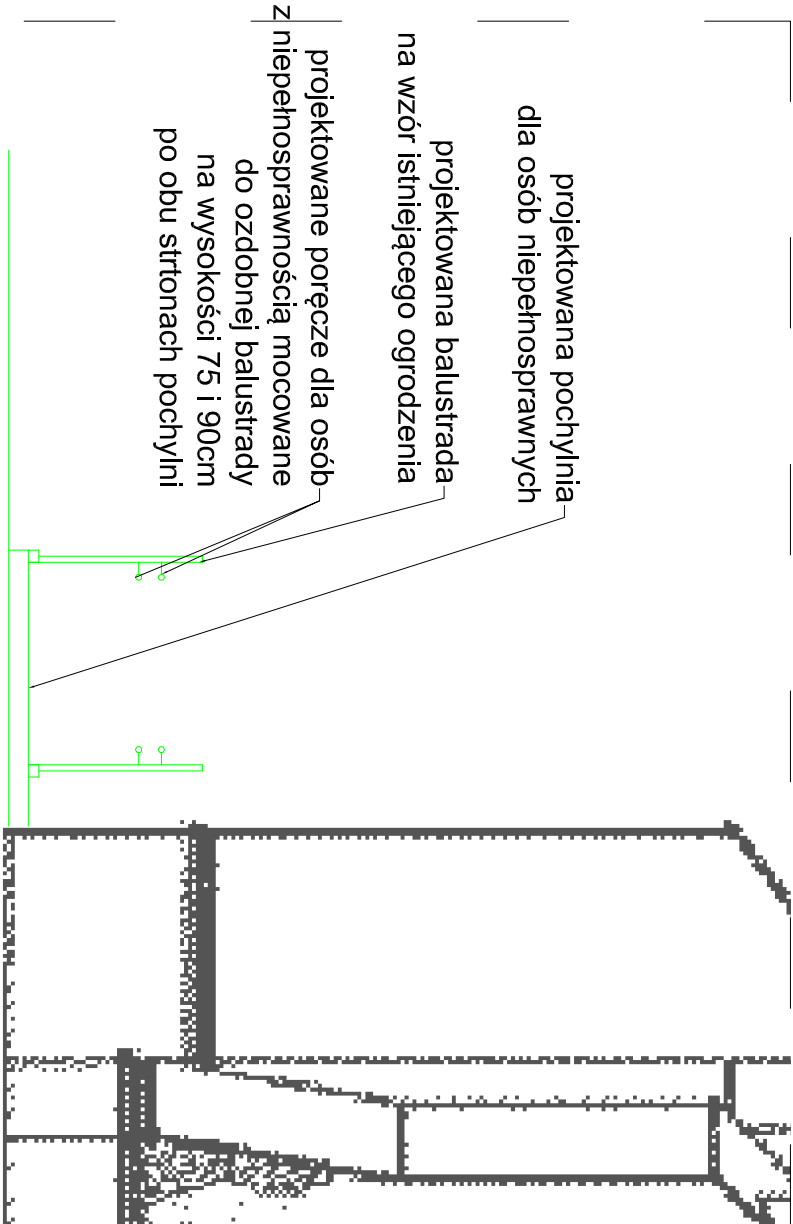 projektowana pochylnia
dla osób niepełnosprawnych
projektowana balustrada
na wzór istniejącego ogrodzenia
projektowane poręcze dla osób
z niepełnosprawnością mocowane
do ozdobnej balustrady
na wysokości 75 i 90cm
po obu strtonach pochylni